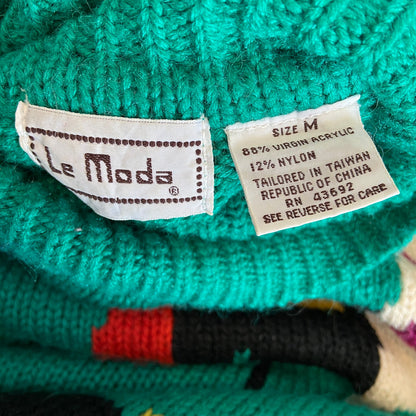 Le Moda ®
SIZE M
88% VIRGIN ACRYLIC
12% NYLON
TAILORED IN TAIWAN
REPUBLIC OF CHINA
RN 43692
SEE REVERSE FOR CARE